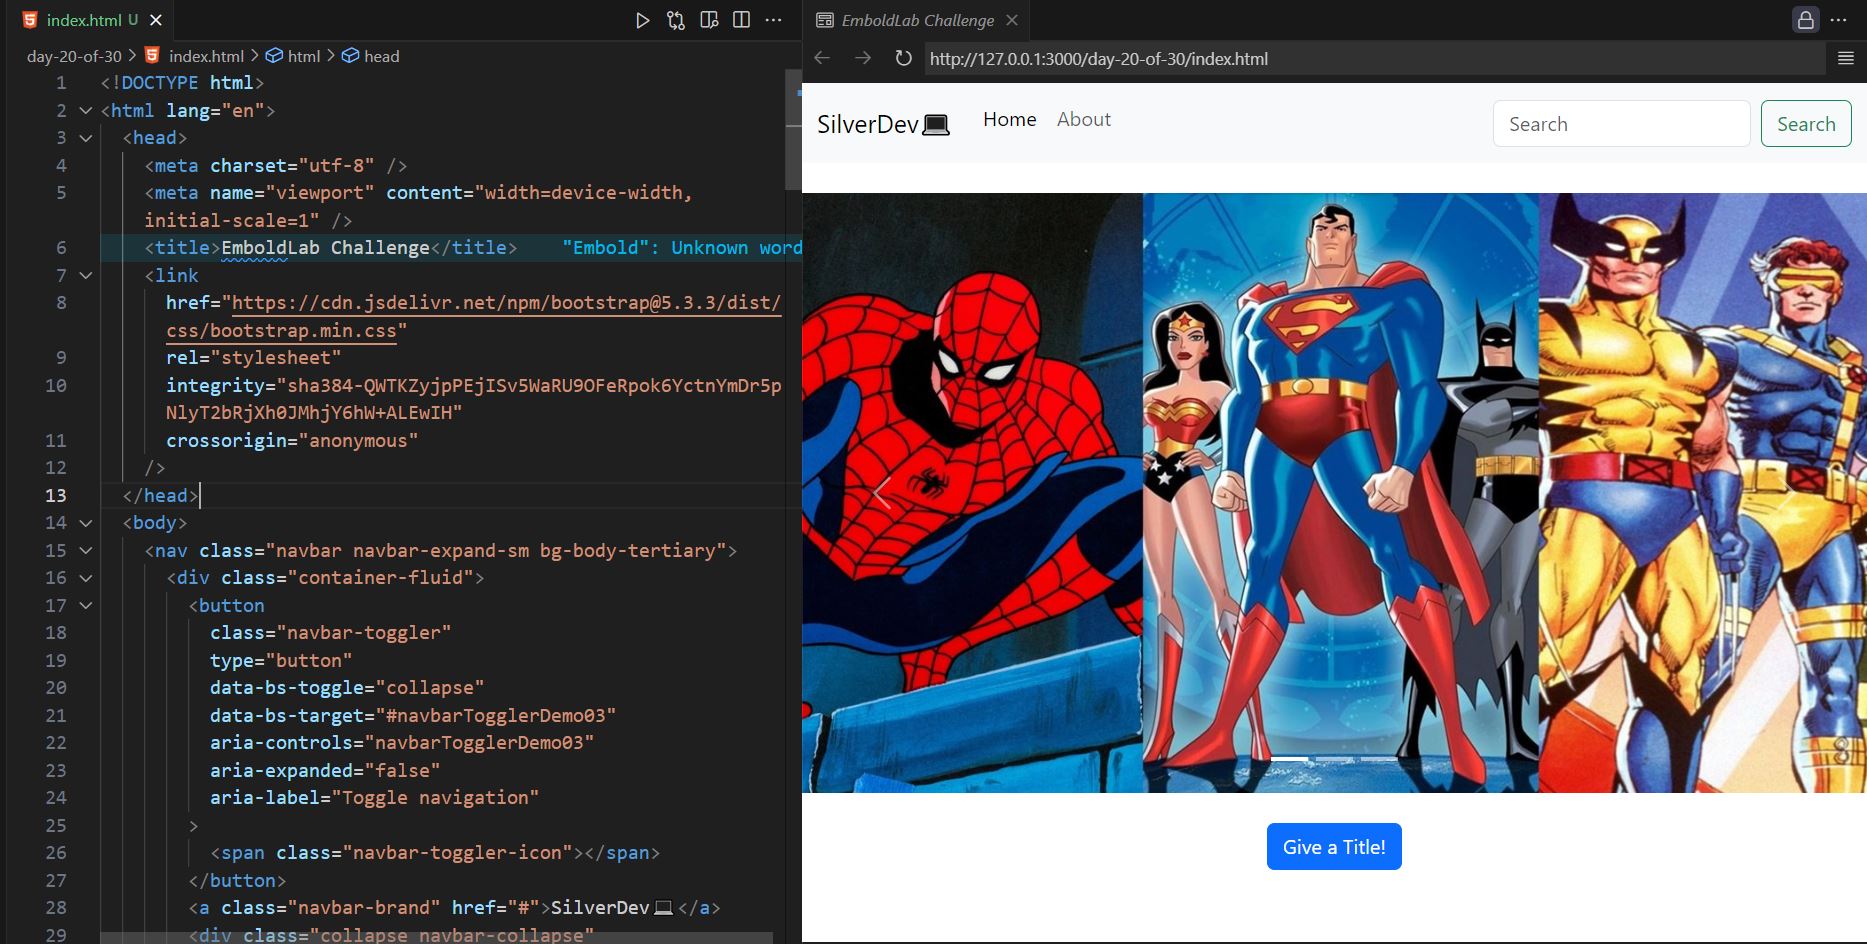 index.html U
day-20-of-30 > index.html > html > head
1 <!DOCTYPE html>
2 <html lang="en">
3 <head>
4 <meta charset="utf-8" />
5 <meta name="viewport" content="width=device-width,
initial-scale=1" />
6 <title>EmboldLab Challenge</title> "Embold": Unknown word
7 <link
8 href="https://cdn.jsdelivr.net/npm/bootstrap@5.3.3/dist/
css/bootstrap.min.css"
9 rel="stylesheet"
10 integrity="sha384-QWTKZyjpPEjISv5WaRU9OFeRpok6YctnYmDr5p
NlyT2bRjXh0JMhjY6hW+ALEwIH"
11 crossorigin="anonymous"
12 />
13 </head>
14 <body>
15 <nav class="navbar navbar-expand-sm bg-body-tertiary">
16 <div class="container-fluid">
17 <button
18 class="navbar-toggler"
19 type="button"
20 data-bs-toggle="collapse"
21 data-bs-target="#navbarTogglerDemo03"
22 aria-controls="navbarTogglerDemo03"
23 aria-expanded="false"
24 aria-label="Toggle navigation"
25 >
26 <span class="navbar-toggler-icon"></span>
27 </button>
28 <a class="navbar-brand" href="#">SilverDev💻</a>
29 <div class="collapse navbar-collapse"
EmboldLab Challenge
http://127.0.0.1:3000/day-20-of-30/index.html
SilverDev💻 Home About Search Search
Give a Title!